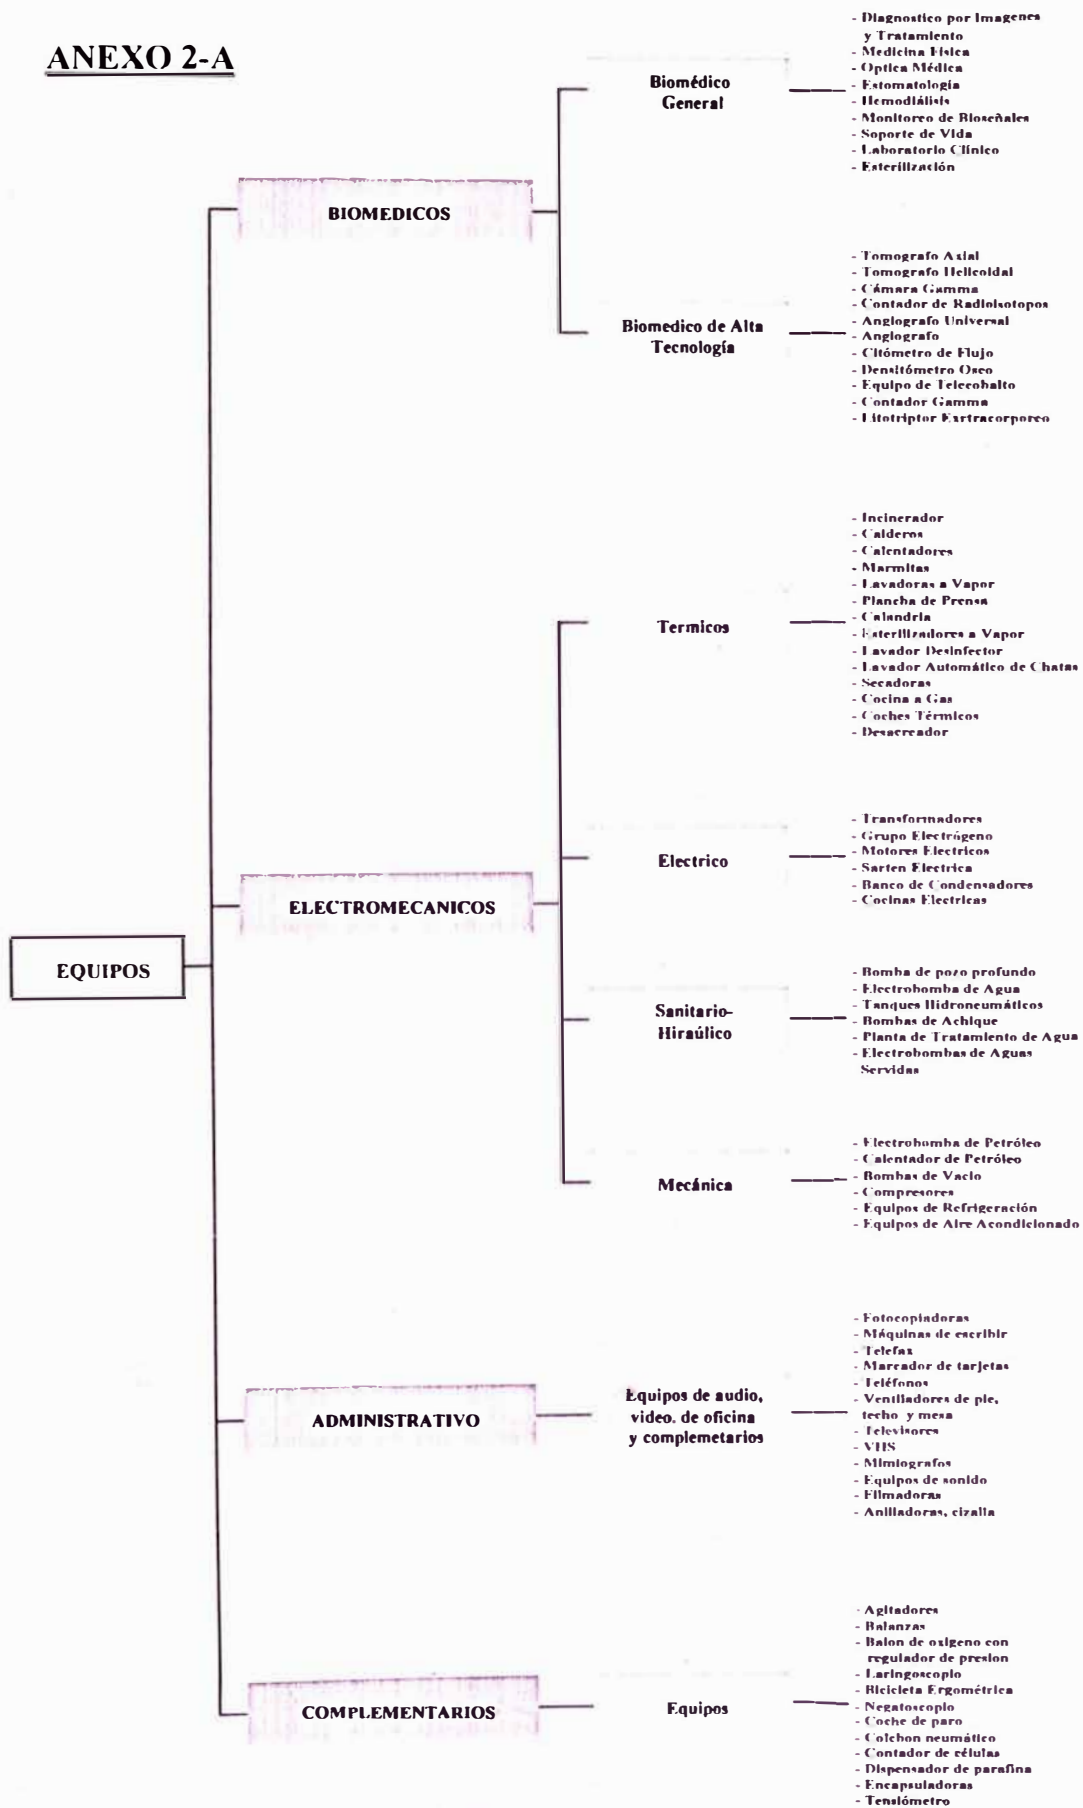 ANEXO 2-A
EQUIPOS
BIOMEDICOS
Biomédico
General
- Diagnostico por Imagenes
y Tratamiento
- Medicina Fisica
- Optica Médica
- Estomatologia
- Hemodiálisis
- Monitoreo de Bioseñales
- Soporte de Vida
- Laboratorio Clínico
- Esterilización
Biomedico de Alta
Tecnología
- Tomografo Axial
- Tomografo Helicoidal
- Cámara Gamma
- Contador de Radioisotopos
- Angiografo Universal
- Angiografo
- Citómetro de Flujo
- Densitómetro Oseo
- Equipo de Telecobalto
- Contador Gamma
- Litotriptor Exrtracorporeo
ELECTROMECANICOS
Termicos
- Incinerador
- Calderos
- Calentadores
- Marmitas
- Lavadoras a Vapor
- Plancha de Prensa
- Calandria
- Esterilizadores a Vapor
- Lavador Desinfector
- Lavador Automático de Chatas
- Secadoras
- Cocina a Gas
- Coches Térmicos
- Desacreador
Electrico
- Transformadores
- Grupo Electrógeno
- Motores Electricos
- Sarten Electrica
- Banco de Condensadores
- Cocinas Electricas
Sanitario-
Hiraúlico
- Bomba de pozo profundo
- Electrobomba de Agua
- Tanques Hidroneumáticos
- Bombas de Achique
- Planta de Tratamiento de Agua
- Electrobombas de Aguas
Servidas
Mecánica
- Electrobomba de Petróleo
- Calentador de Petróleo
- Bombas de Vacio
- Compresores
- Equipos de Refrigeración
- Equipos de Aire Acondicionado
ADMINISTRATIVO
Equipos de audio,
video. de oficina
y complemetarios
- Fotocopiadoras
- Máquinas de escribir
- Telefax
- Marcador de tarjetas
- Teléfonos
- Ventiladores de pie,
techo y mesa
- Televisores
- VHS
- Mimiografos
- Equipos de sonido
- Filmadoras
- Anilladoras, cizalla
COMPLEMENTARIOS
Equipos
- Agitadores
- Balanzas
- Balon de oxigeno con
regulador de presion
- Laringoscopio
- Bicicleta Ergométrica
- Negatoscopio
- Coche de paro
- Colchon neumático
- Contador de células
- Dispensador de parafina
- Encapsuladoras
- Tensiómetro